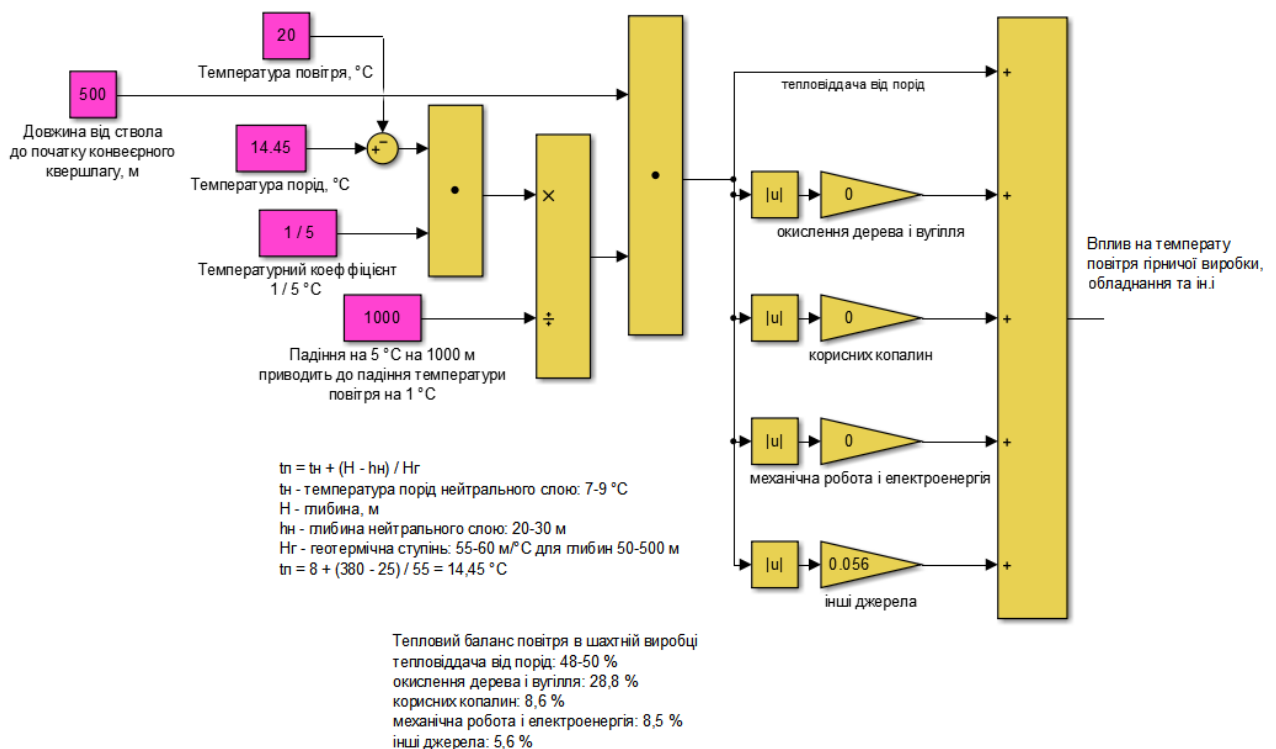 20
Температура повітря, °C
500
Довжина від ствола
до початку конвеєрного
квершлагу, м
14.45
Температура порід, °C
1 / 5
Температурний коеф фіцієнт
1 / 5 °C
1000
Падіння на 5 °C на 1000 м
приводить до падіння температури
повітря на 1 °C
+
−
×
÷
тепловіддача від порід
+
|u|
0
+
окислення дерева і вугілля
|u|
0
+
корисних копалин
|u|
0
+
механічна робота і електроенергія
|u|
0.056
+
інші джерела
Вплив на температу
повітря гірничої виробки,
обладнання та ін.і
tп = tн + (H - hн) / Hг
tн - температура порід нейтрального слою: 7-9 °C
H - глибина, м
hн - глибина нейтрального слою: 20-30 м
Hг - геотермічна ступінь: 55-60 м/°C для глибин 50-500 м
tп = 8 + (380 - 25) / 55 = 14,45 °C
Тепловий баланс повітря в шахтній виробці
тепловіддача від порід: 48-50 %
окислення дерева і вугілля: 28,8 %
корисних копалин: 8,6 %
механічна робота і електроенергія: 8,5 %
інші джерела: 5,6 %